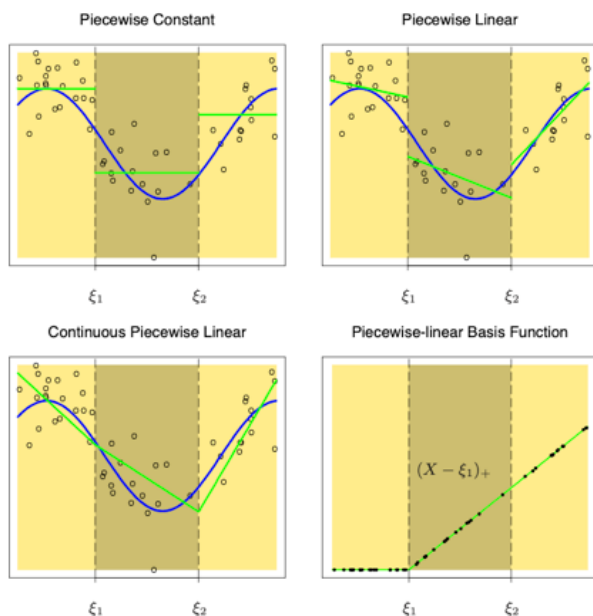 Piecewise Constant
Piecewise Linear
ξ₁ ξ₂
ξ₁ ξ₂
Continuous Piecewise Linear
Piecewise-linear Basis Function
(X − ξ₁)₊
ξ₁ ξ₂
ξ₁ ξ₂